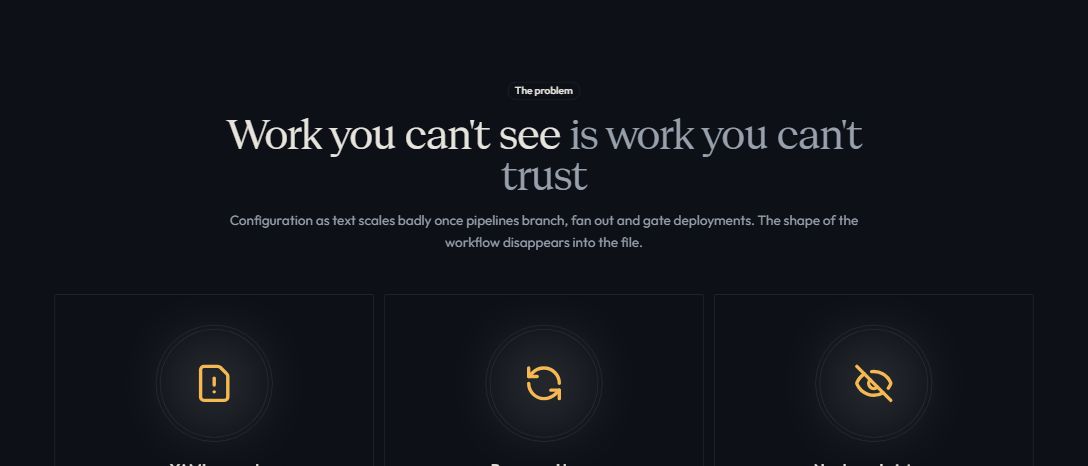 The problem
Work you can't see is work you can't
trust
Configuration as text scales badly once pipelines branch, fan out and gate deployments. The shape of the
workflow disappears into the file.